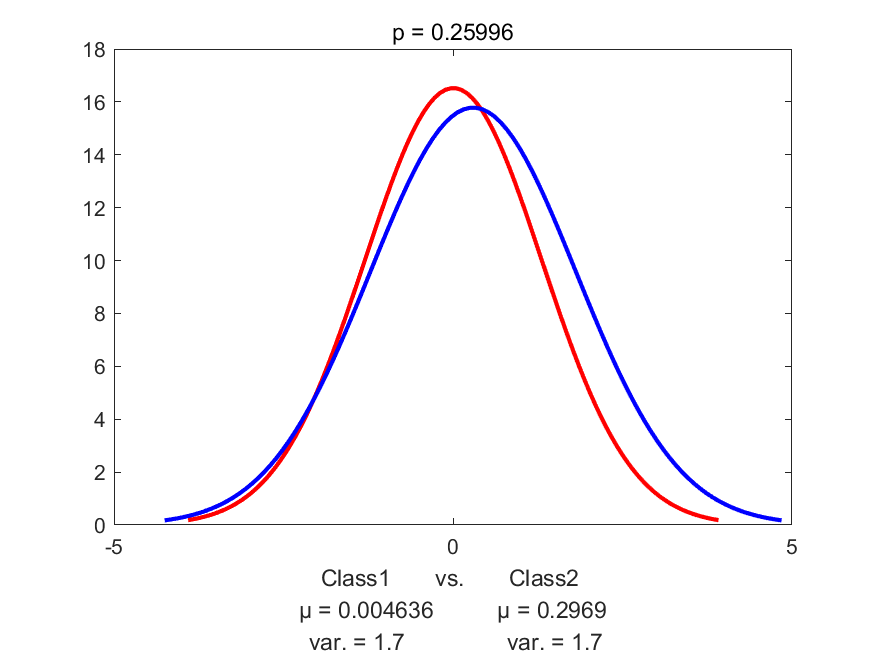 p = 0.25996
18
16
14
12
10
8
6
4
2
0
-5 0 5
Class1 vs. Class2
μ = 0.004636 μ = 0.2969
var. = 1.7 var. = 1.7